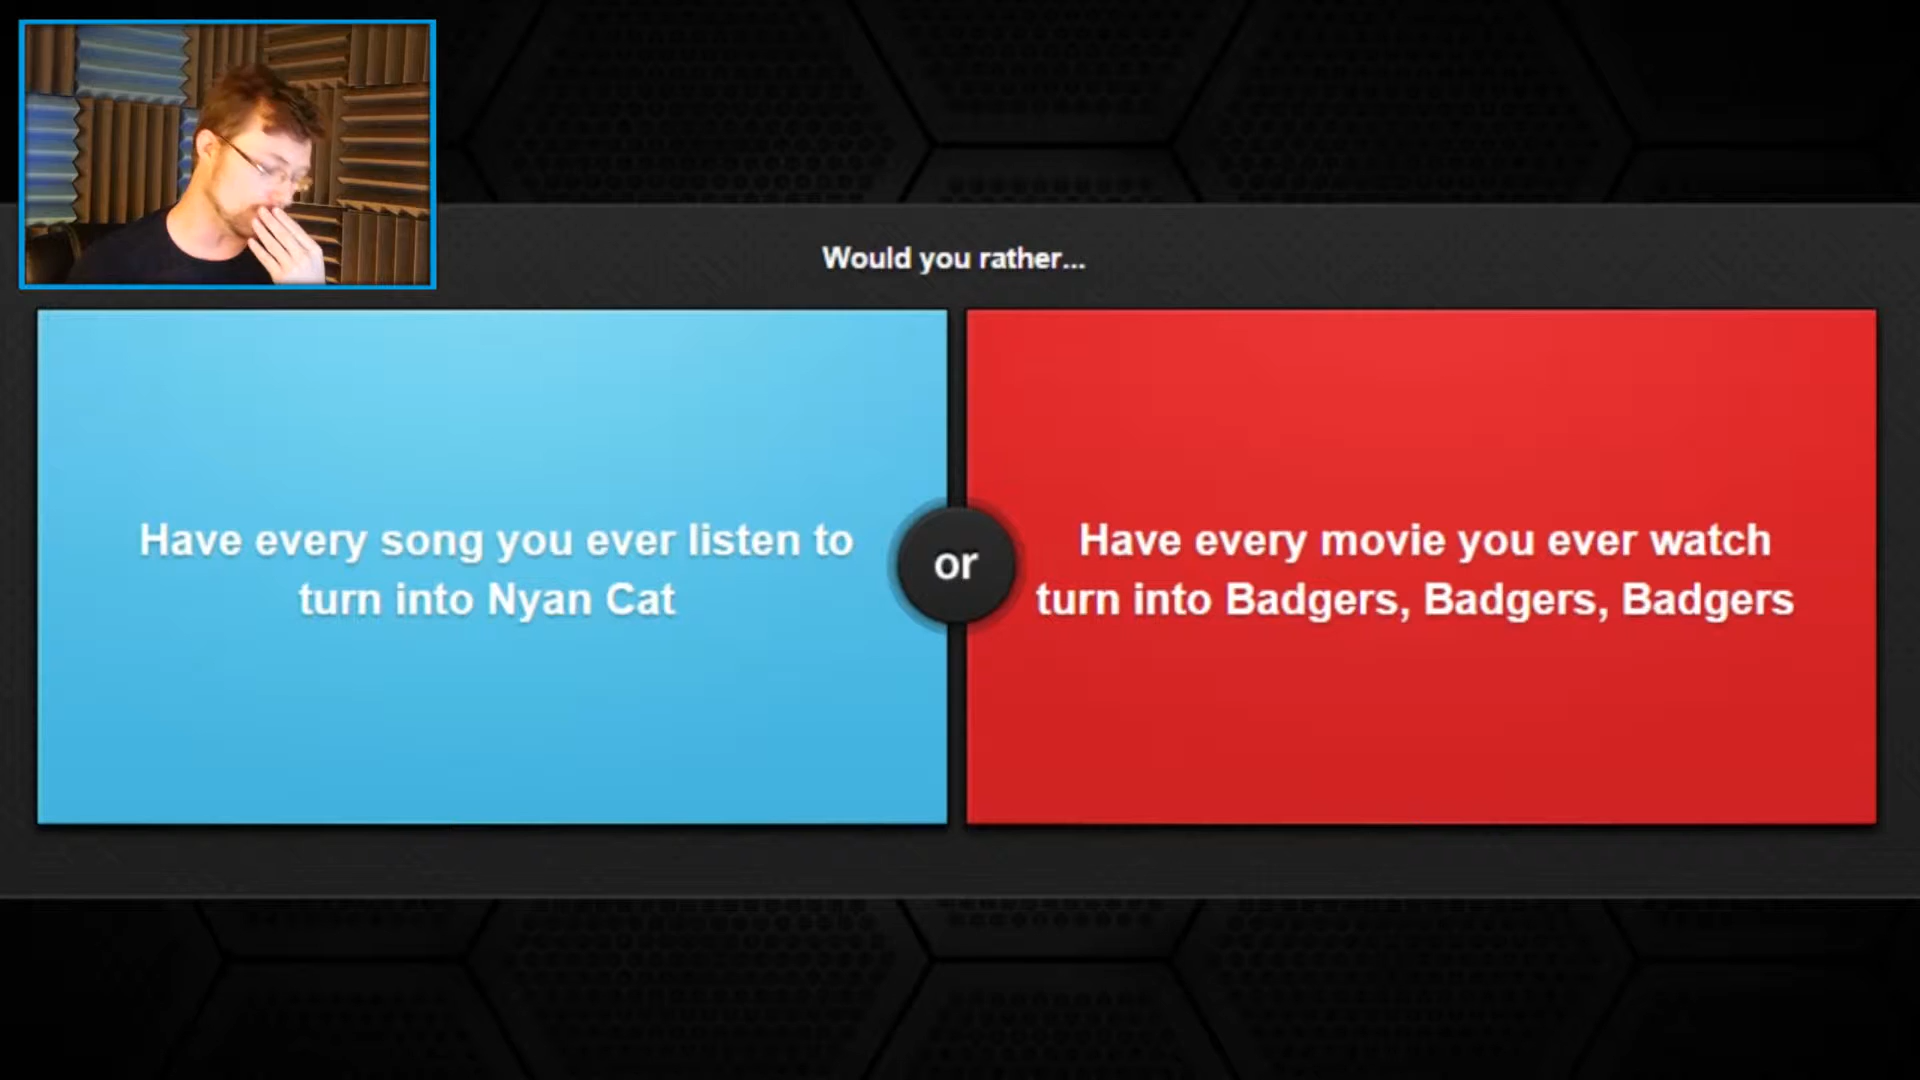 Would you rather...
Have every song you ever listen to
turn into Nyan Cat
or
Have every movie you ever watch
turn into Badgers, Badgers, Badgers